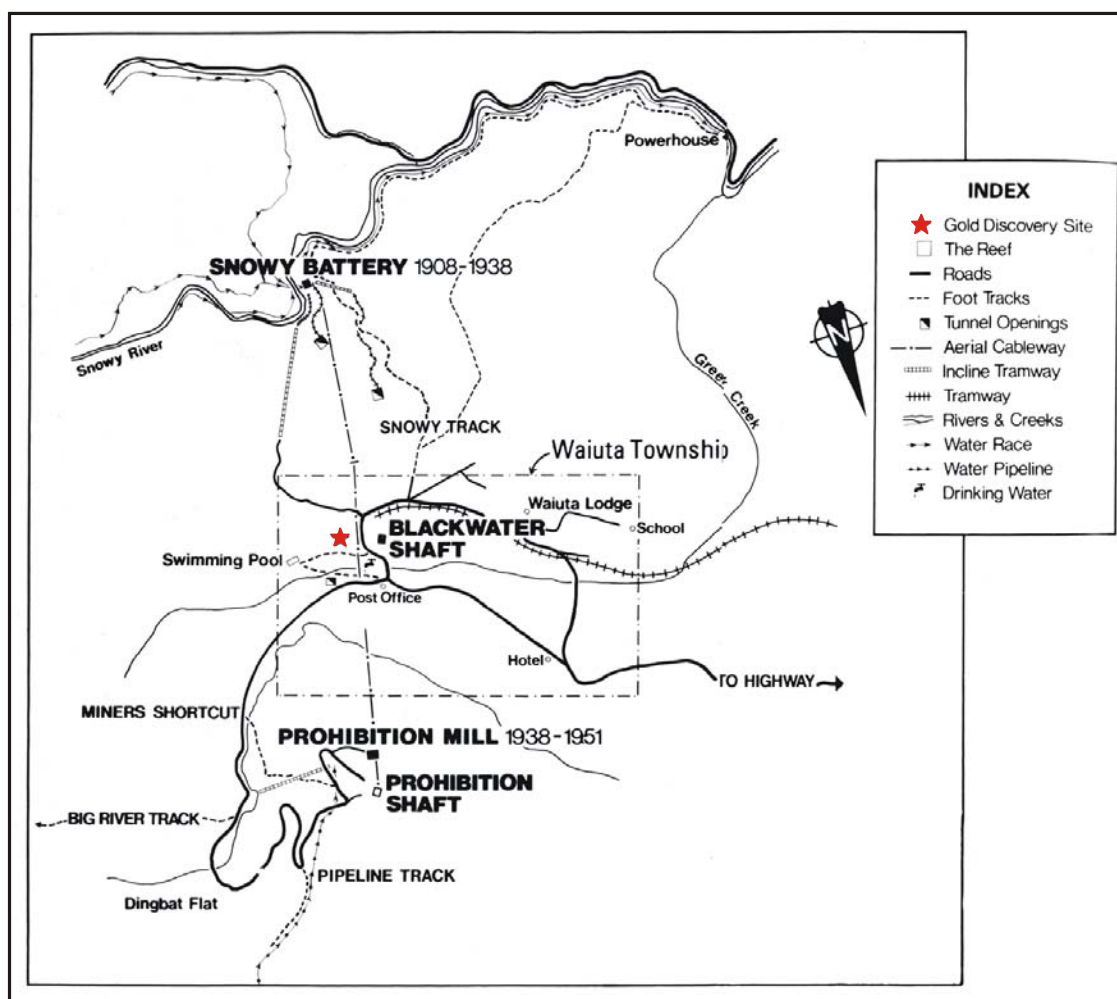 Powerhouse
SNOWY BATTERY 1908-1938
Snowy River
Greek Creek
SNOWY TRACK
Waiuta Township
Waiuta Lodge
School
BLACKWATER
SHAFT
Swimming Pool
Post Office
Hotel
TO HIGHWAY
MINERS SHORTCUT
PROHIBITION MILL 1938-1951
PROHIBITION
SHAFT
BIG RIVER TRACK
PIPELINE TRACK
Dingbat Flat
INDEX
Gold Discovery Site
The Reef
Roads
Foot Tracks
Tunnel Openings
Aerial Cableway
Incline Tramway
Tramway
Rivers & Creeks
Water Race
Water Pipeline
Drinking Water
N